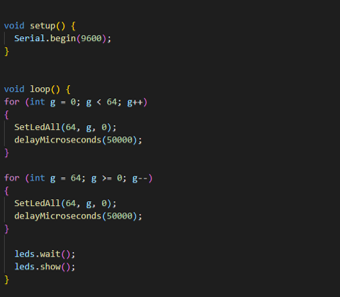 void setup() {
  Serial.begin(9600);
}
void loop() {
for (int g = 0; g < 64; g++)
{
  SetLedAll(64, g, 0);
  delayMicroseconds(50000);
}
for (int g = 64; g >= 0; g--)
{
  SetLedAll(64, g, 0);
  delayMicroseconds(50000);
}
  leds.wait();
  leds.show();
}